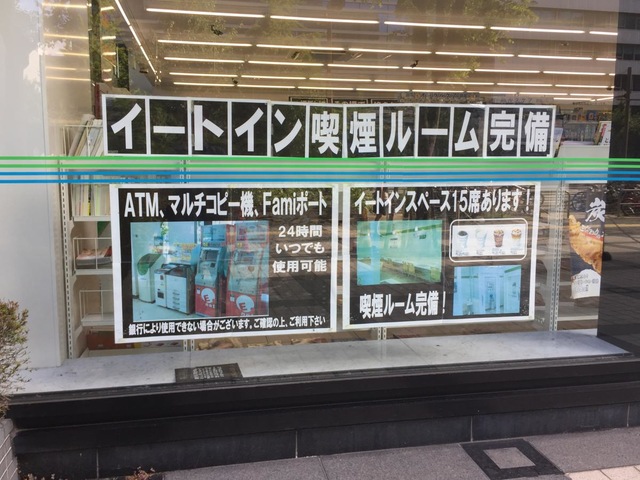 イートイン喫煙ルーム完備
ATM、マルチコピー機、Famiポート
24時間
いつでも
使用可能
銀行により使用できない場合がございます。ご確認の上、ご利用下さい
イートインスペース15席あります！
喫煙ルーム完備！
炭